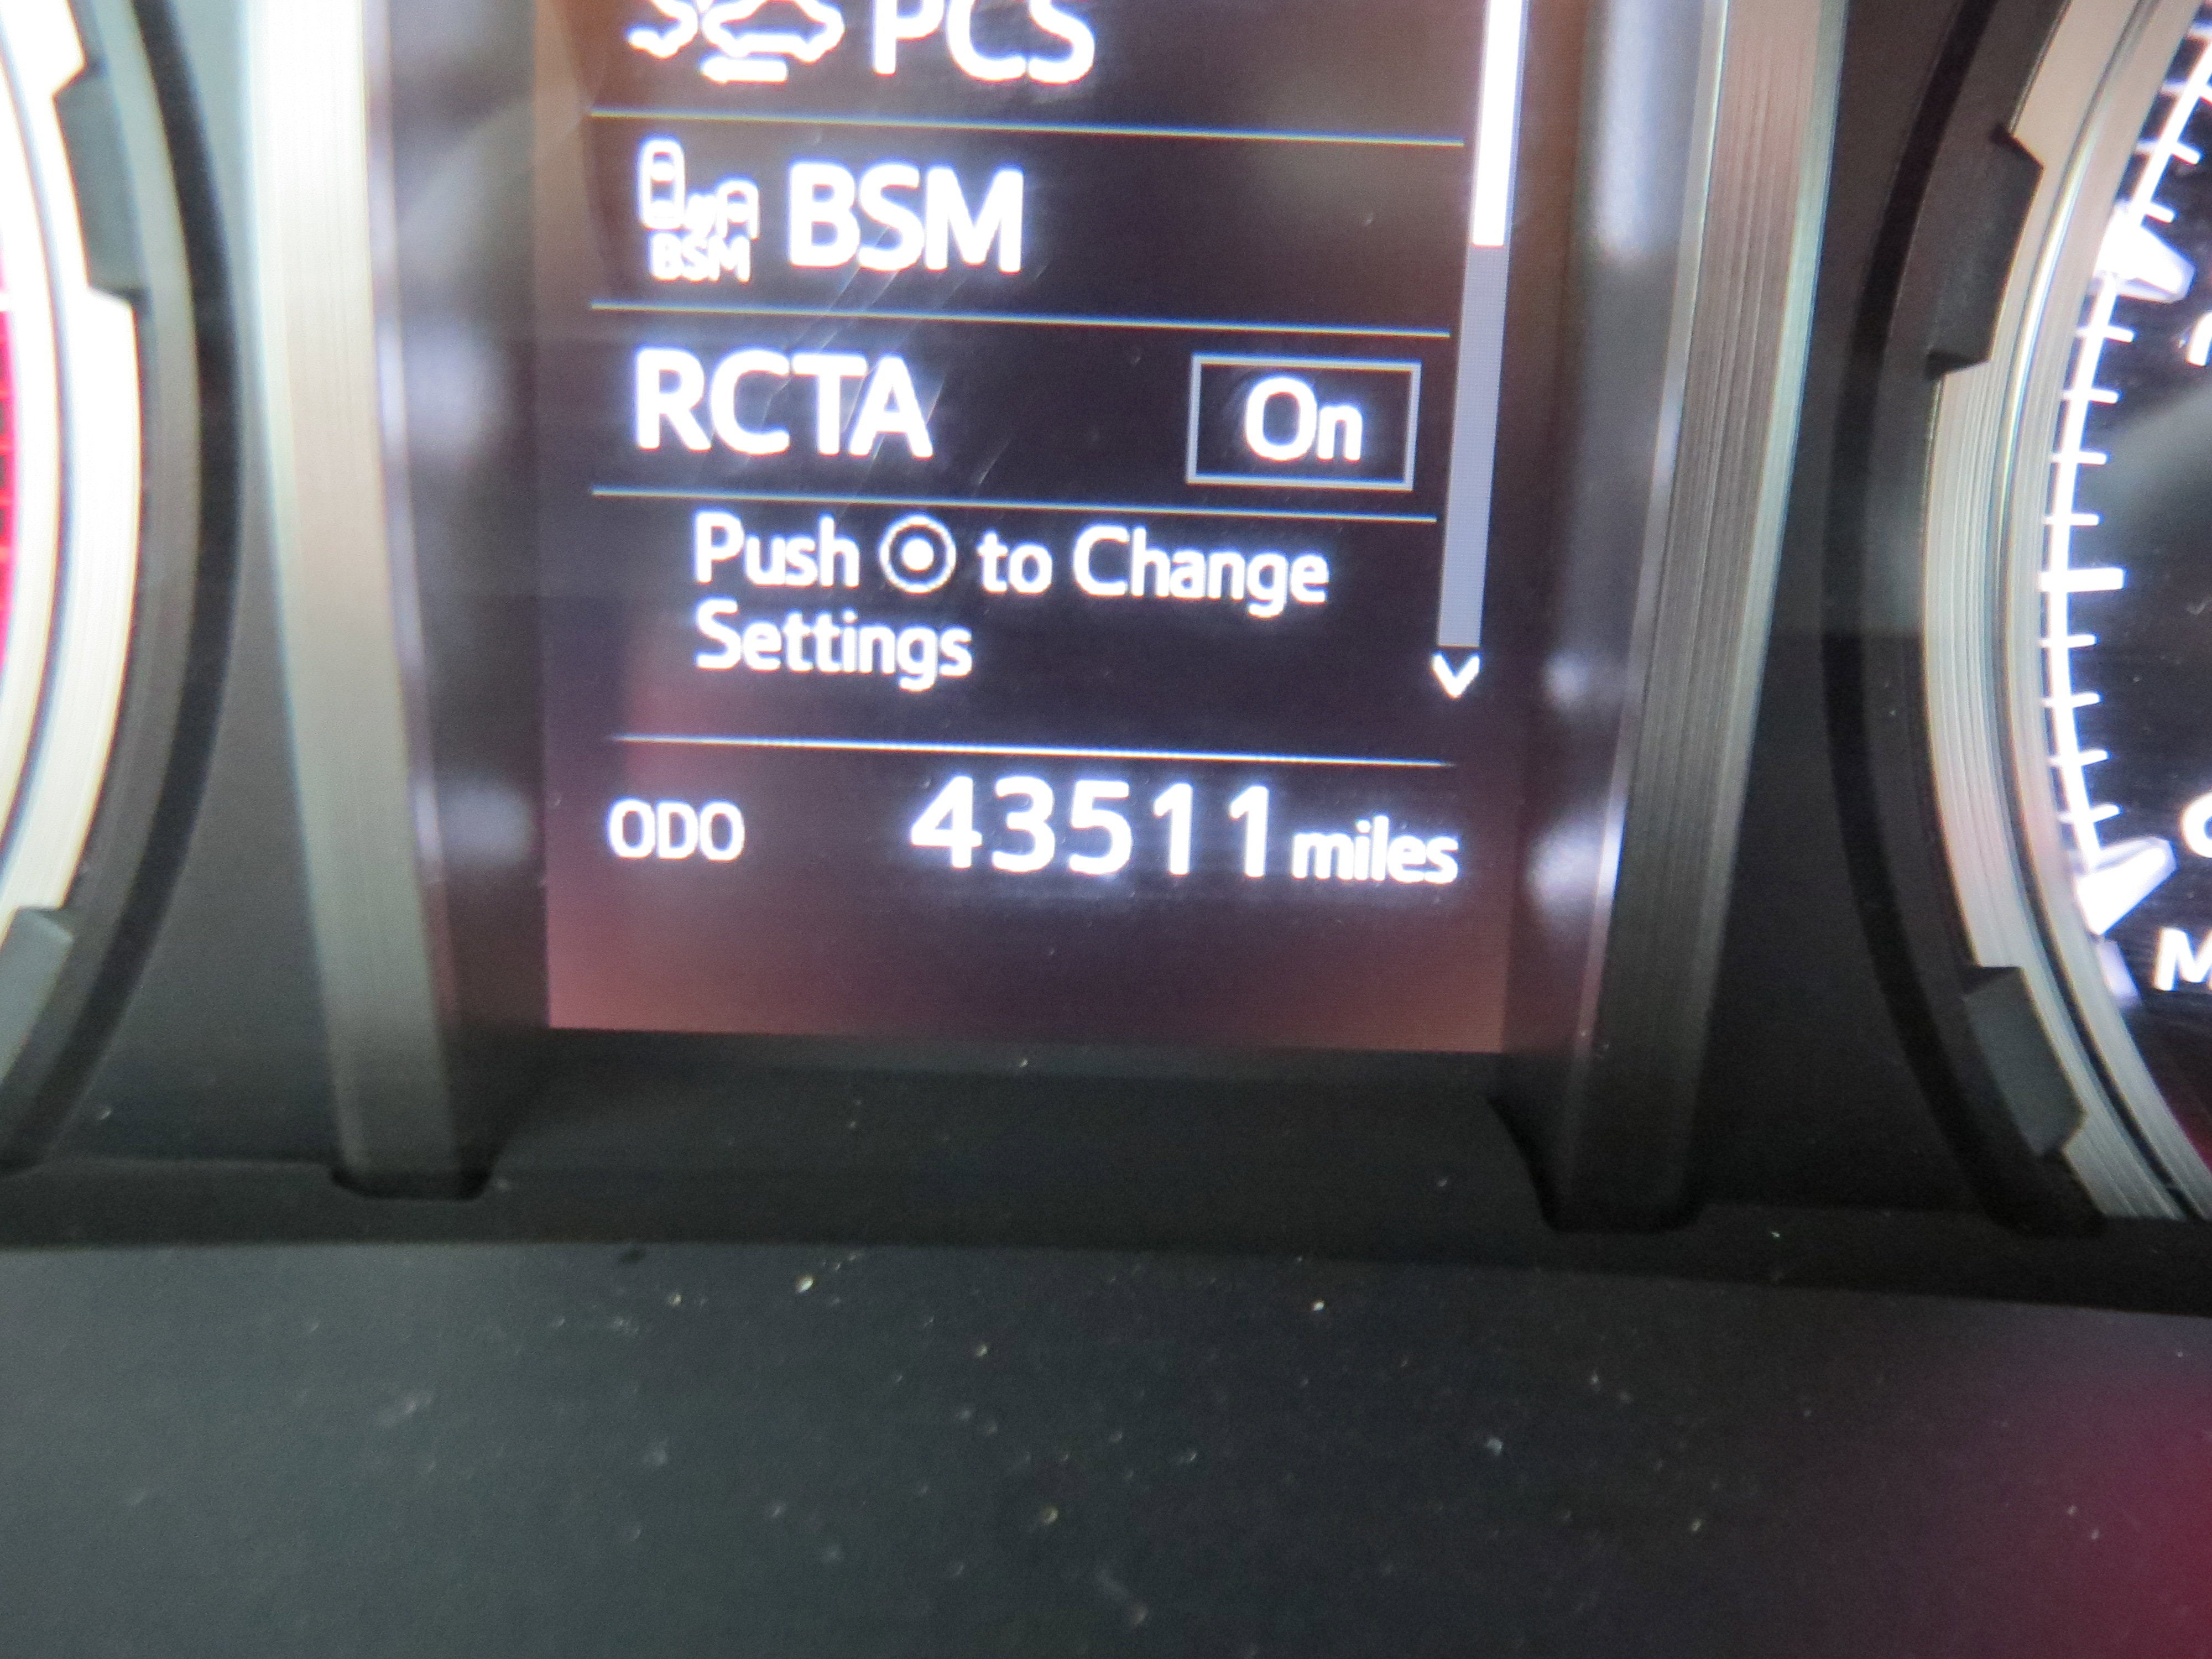 PCS
BSM BSM
RCTA On
Push to Change
Settings
ODO 43511 miles